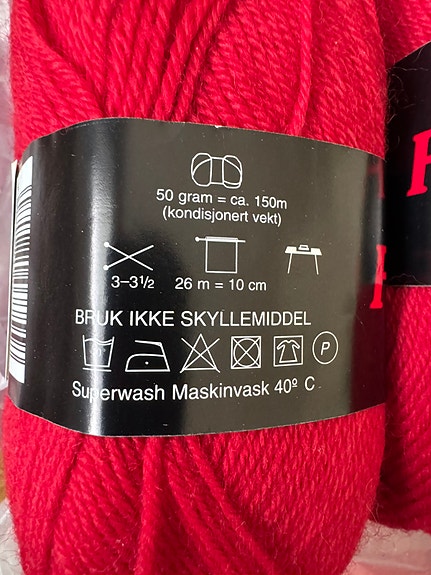 50 gram = ca. 150m
(kondisjonert vekt)
3–3½ 26 m = 10 cm
BRUK IKKE SKYLLEMIDDEL
P
Superwash Maskinvask 40º C